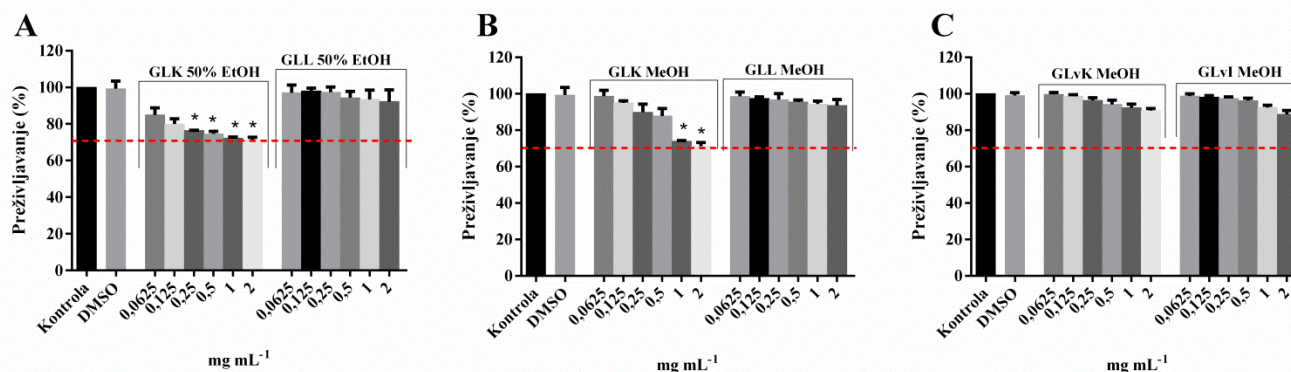 A
GLK 50% EtOH
GLL 50% EtOH
Preživljavanje (%)
120
100
80
60
40
20
0
* * * *
Kontrola
DMSO
0,0625
0,125
0,25
0,5
1
2
0,0625
0,125
0,25
0,5
1
2
mg mL⁻¹
B
GLK MeOH
GLL MeOH
Preživljavanje (%)
120
100
80
60
40
20
0
* *
Kontrola
DMSO
0,0625
0,125
0,25
0,5
1
2
0,0625
0,125
0,25
0,5
1
2
mg mL⁻¹
C
GLvK MeOH
GLvI MeOH
Preživljavanje (%)
120
100
80
60
40
20
0
Kontrola
DMSO
0,0625
0,125
0,25
0,5
1
2
0,0625
0,125
0,25
0,5
1
2
mg mL⁻¹